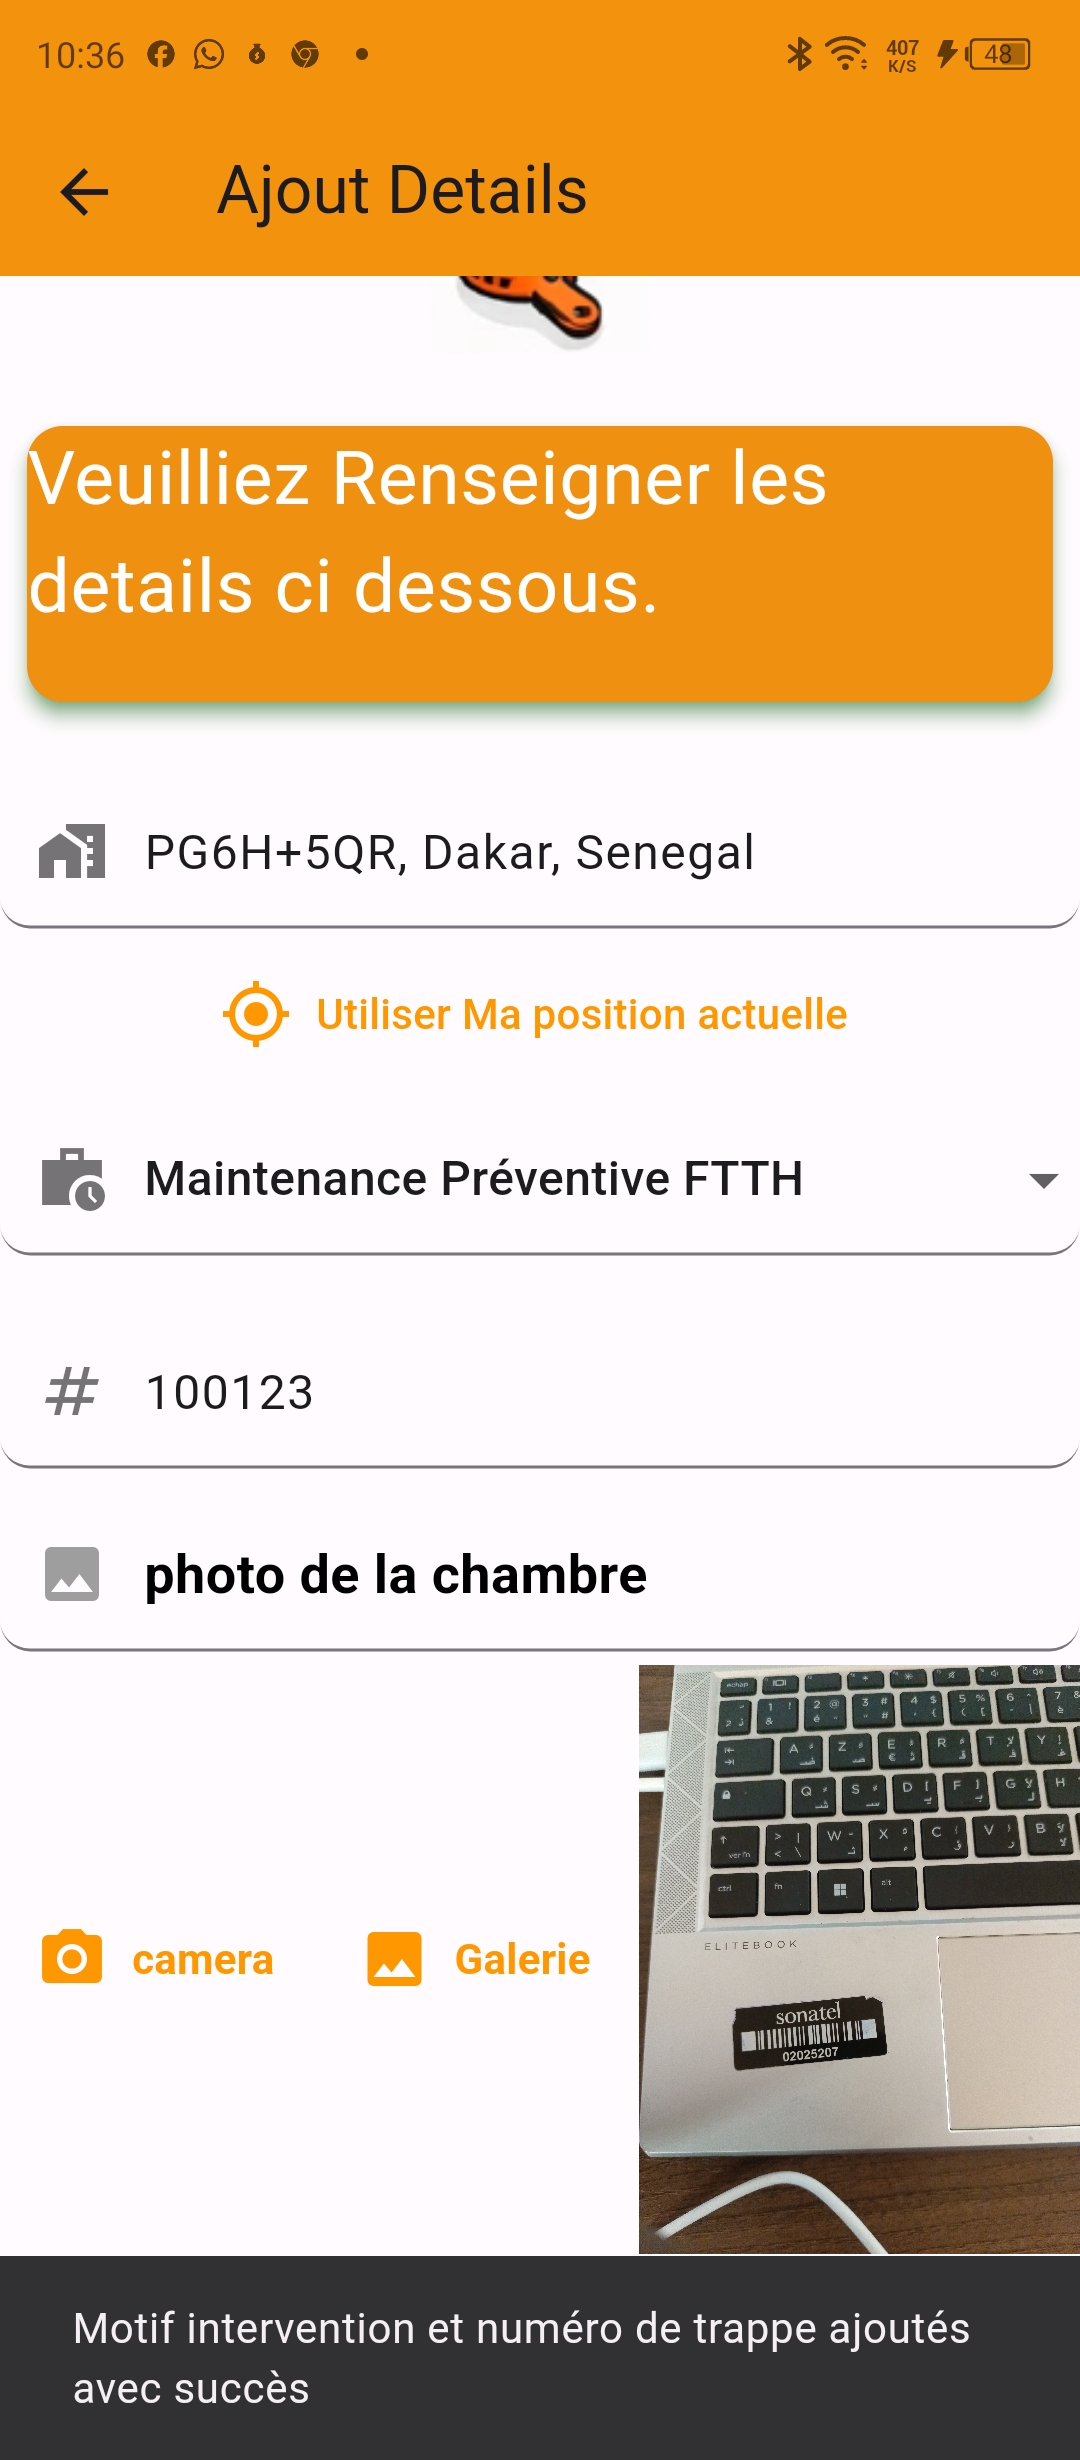 10:36
407
K/S
48
Ajout Details
Veuilliez Renseigner les
details ci dessous.
PG6H+5QR, Dakar, Senegal
Utiliser Ma position actuelle
Maintenance Préventive FTTH
# 100123
photo de la chambre
camera
Galerie
ELITEBOOK
sonatel
02025207
Motif intervention et numéro de trappe ajoutés
avec succès